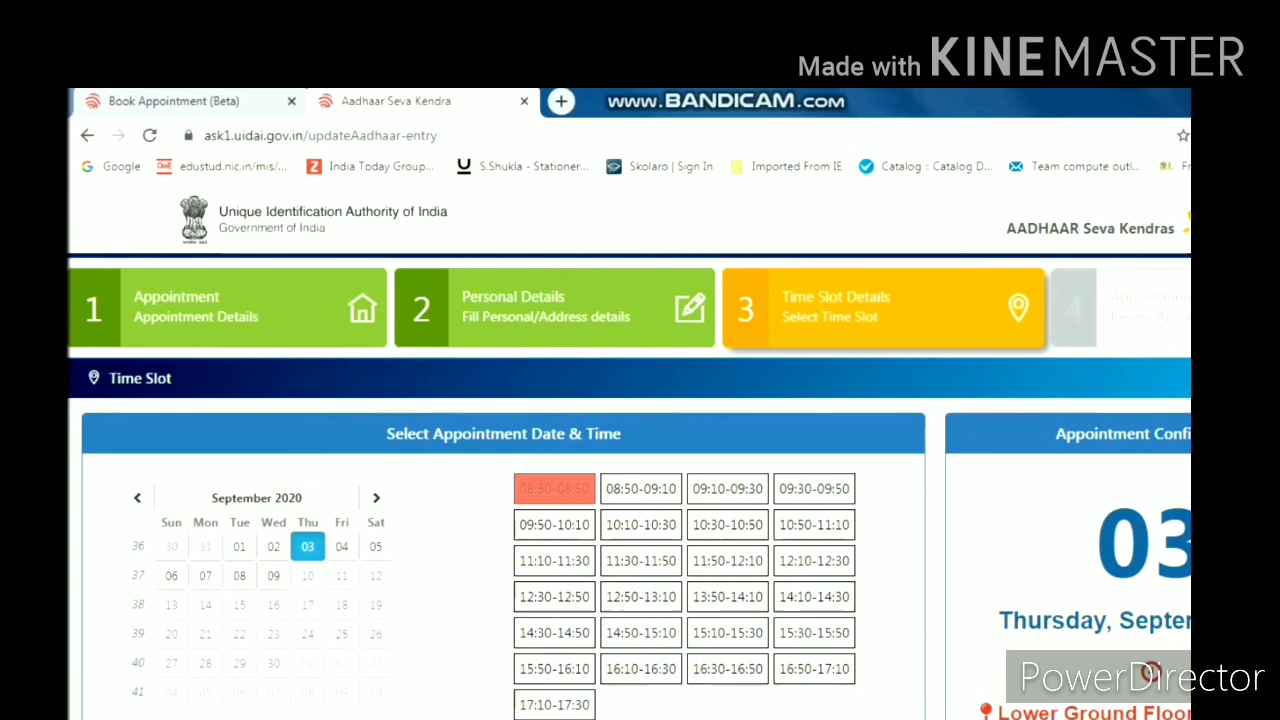 Made with KINEMASTER
Book Appointment (Beta)
Aadhaar Seva Kendra
www.BANDICAM.com
ask1.uidai.gov.in/updateAadhaar-entry
Google
edustud.nic.in/mis/...
India Today Group...
S.Shukla - Stationer...
Skolaro | Sign In
Imported From IE
Catalog :: Catalog D...
Team compute outl...
Unique Identification Authority of India
Government of India
AADHAAR Seva Kendras
1
Appointment
Appointment Details
2
Personal Details
Fill Personal/Address details
3
Time Slot Details
Select Time Slot
4
Time Slot
Select Appointment Date & Time
Appointment Confi
September 2020
Sun Mon Tue Wed Thu Fri Sat
36 30 31 01 02 03 04 05
37 06 07 08 09 10 11 12
38 13 14 15 16 17 18 19
39 20 21 22 23 24 25 26
40 27 28 29 30 01 02 03
41 04 05 06 07 08 09 10
08:30-08:50 08:50-09:10 09:10-09:30 09:30-09:50
09:50-10:10 10:10-10:30 10:30-10:50 10:50-11:10
11:10-11:30 11:30-11:50 11:50-12:10 12:10-12:30
12:30-12:50 12:50-13:10 13:50-14:10 14:10-14:30
14:30-14:50 14:50-15:10 15:10-15:30 15:30-15:50
15:50-16:10 16:10-16:30 16:30-16:50 16:50-17:10
17:10-17:30
03
Thursday, Septe
PowerDirector
Lower Ground Floor